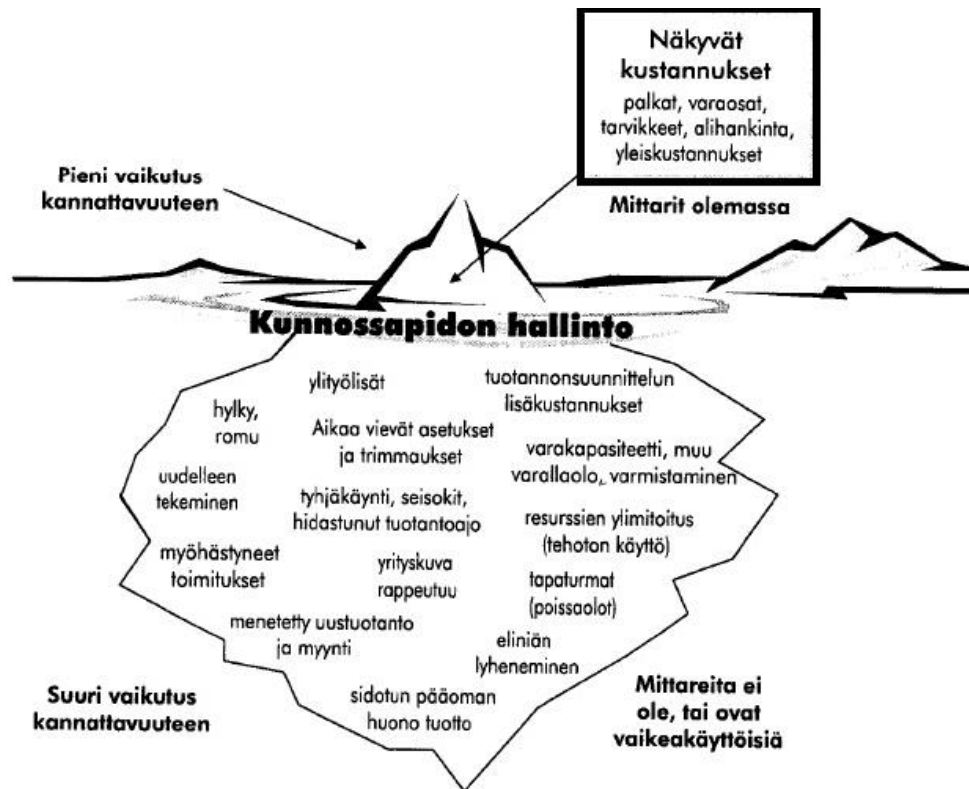 Näkyvät
kustannukset
palkat, varaosat,
tarvikkeet, alihankinta,
yleiskustannukset
Pieni vaikutus
kannattavuuteen
Mittarit olemassa
Kunnossapidon hallinto
ylityölisät
tuotannonsuunnittelun
lisäkustannukset
hylky,
romu
Aikaa vievät asetukset
ja trimmaukset
varakapasiteetti, muu
varallaolo, varmistaminen
uudelleen
tekeminen
tyhjäkäynti, seisokit,
hidastunut tuotantoajo
resurssien ylimitoitus
(tehoton käyttö)
myöhästyneet
toimitukset
yrityskuva
rappeutuu
tapaturmat
(poissaolot)
menetetty uustuotanto
ja myynti
eliniän
lyheneminen
Suuri vaikutus
kannattavuuteen
sidotun pääoman
huono tuotto
Mittareita ei
ole, tai ovat
vaikeakäyttöisiä